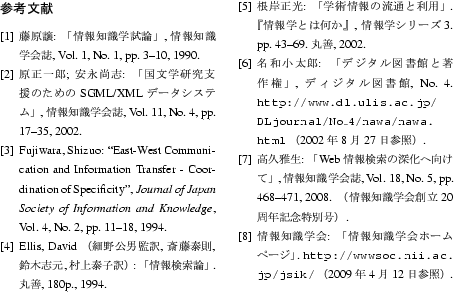 参考文献
[1] 藤原譲: 「情報知識学試論」, 情報知識
学会誌, Vol. 1, No. 1, pp. 3–10, 1990.
[2] 原正一郎; 安永尚志: 「国文学研究支
援のための SGML/XML データシステ
ム」, 情報知識学会誌, Vol. 11, No. 4, pp.
17–35, 2002.
[3] Fujiwara, Shizuo: “East-West Communi-
cation and Information Transfer - Coor-
dination of Specificity”, Journal of Japan
Society of Information and Knowledge,
Vol. 4, No. 2, pp. 11–18, 1994.
[4] Ellis, David （細野公男監訳, 斎藤泰則,
鈴木志元, 村上泰子訳）: 「情報検索論」.
丸善, 180p., 1994.
[5] 根岸正光: 「学術情報の流通と利用」.
『情報学とは何か』, 情報学シリーズ 3.
pp. 43–69. 丸善, 2002.
[6] 名和小太郎: 「デジタル図書館と著
作権」, ディジタル図書館, No. 4.
http://www.dl.ulis.ac.jp/
DLjournal/No_4/nawa/nawa.
html （2002 年 8 月 27 日参照）.
[7] 高久雅生: 「Web 情報検索の深化へ向け
て」, 情報知識学会誌, Vol. 18, No. 5, pp.
468–471, 2008. （情報知識学会創立 20
周年記念特別号）.
[8] 情報知識学会: 「情報知識学会ホーム
ページ」. http://wwwsoc.nii.ac.
jp/jsik/ （2009 年 4 月 12 日参照）.